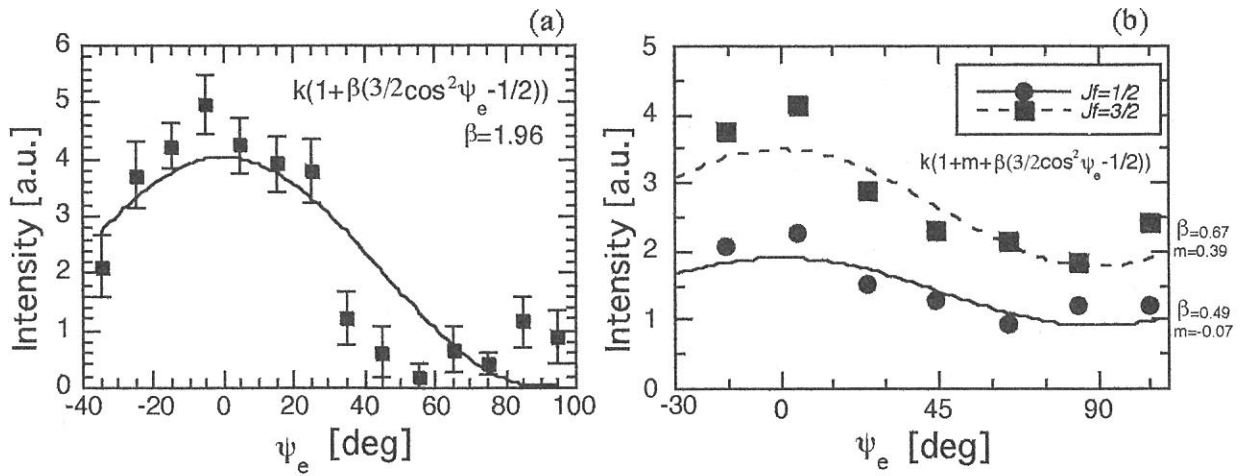 (a)
6
5
4
3
2
1
0
Intensity [a.u.]
k(1+β(3/2cos²ψe-1/2))
β=1.96
-40 -20 0 20 40 60 80 100
ψe [deg]
(b)
5
4
3
2
1
0
Intensity [a.u.]
Jf=1/2
Jf=3/2
k(1+m+β(3/2cos²ψe-1/2))
β=0.67
m=0.39
β=0.49
m=-0.07
-30 0 45 90
ψe [deg]